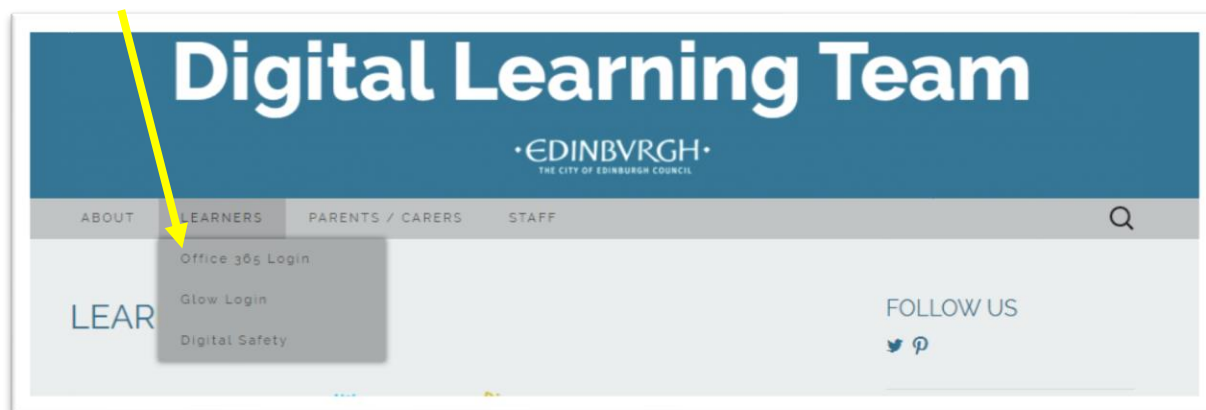 Digital Learning Team
·EDINBVRGH·
THE CITY OF EDINBURGH COUNCIL
ABOUT LEARNERS PARENTS / CARERS STAFF
Office 365 Login
Glow Login
Digital Safety
LEAR
FOLLOW US